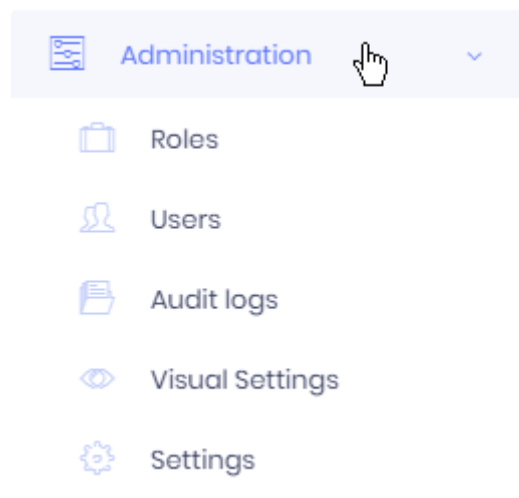 Administration
Roles
Users
Audit logs
Visual Settings
Settings